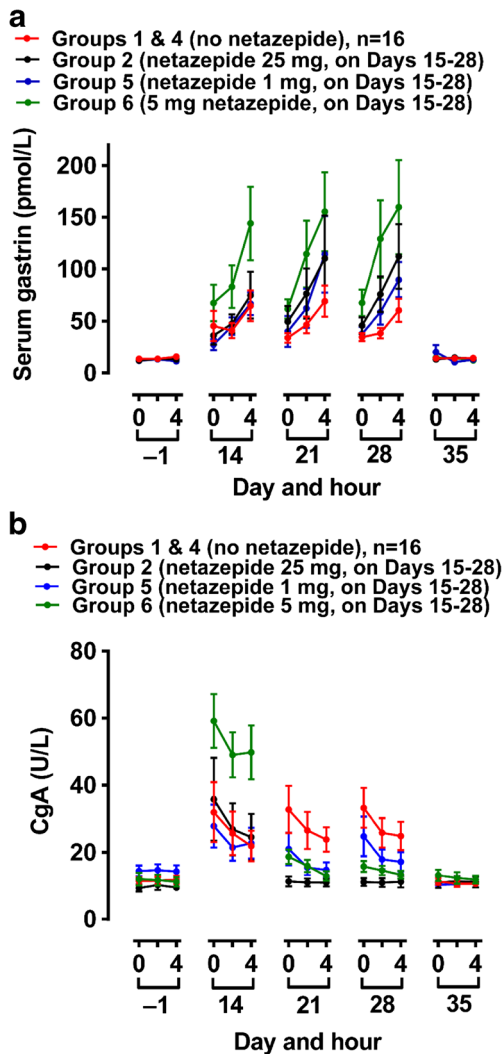 a
Groups 1 & 4 (no netazepide), n=16
Group 2 (netazepide 25 mg, on Days 15-28)
Group 5 (netazepide 1 mg, on Days 15-28)
Group 6 (5 mg netazepide, on Days 15-28)
Serum gastrin (pmol/L)
200
150
100
50
0
0 4 0 4 0 4 0 4 0 4
–1 14 21 28 35
Day and hour
b
Groups 1 & 4 (no netazepide), n=16
Group 2 (netazepide 25 mg, on Days 15-28)
Group 5 (netazepide 1 mg, on Days 15-28)
Group 6 (netazepide 5 mg, on Days 15-28)
CgA (U/L)
80
60
40
20
0
0 4 0 4 0 4 0 4 0 4
–1 14 21 28 35
Day and hour